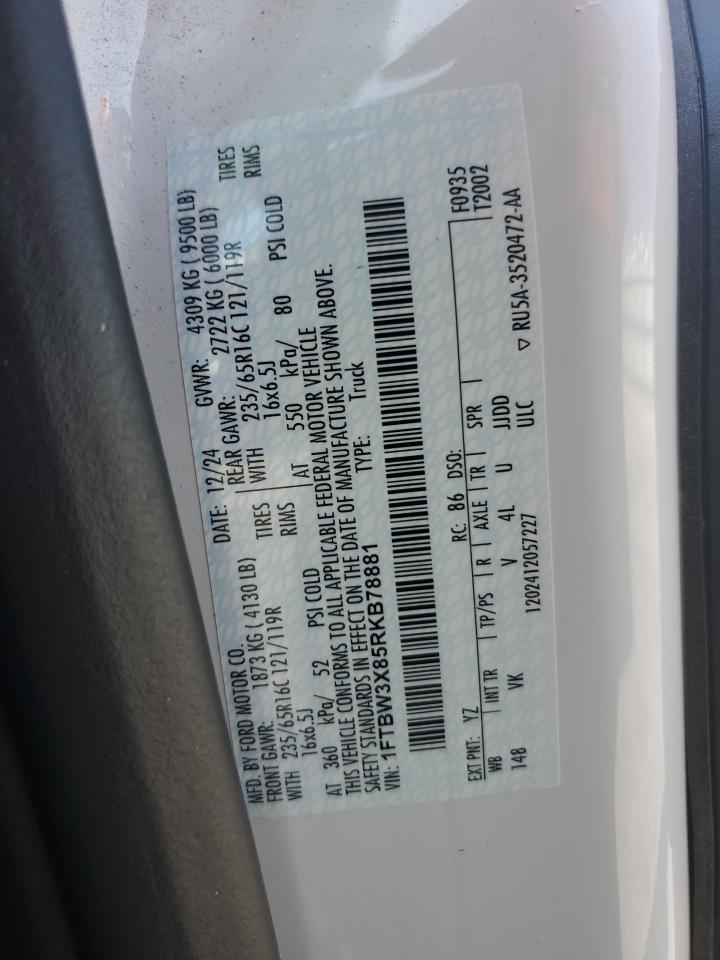 MFD. BY FORD MOTOR CO.
DATE: 12/24 GVWR: 4309 KG ( 9500 LB)
FRONT GAWR: 1873 KG ( 4130 LB) REAR GAWR: 2722 KG ( 6000 LB)
WITH 235/65R16C 121/119R TIRES WITH 235/65R16C 121/119R TIRES
16x6.5J RIMS 16x6.5J RIMS
AT 360 kPa/ 52 PSI COLD AT 550 kPa/ 80 PSI COLD
THIS VEHICLE CONFORMS TO ALL APPLICABLE FEDERAL MOTOR VEHICLE
SAFETY STANDARDS IN EFFECT ON THE DATE OF MANUFACTURE SHOWN ABOVE.
VIN: 1FTBW3X85RKB78881 TYPE: Truck
F0935
T2002
EXT PNT: YZ RC: 86 DSO:
WB INT TR TP/PS R AXLE TR SPR
148 VK V 4L U JJDD
1202412057227 ULC ▽ RU5A-3520472-AA